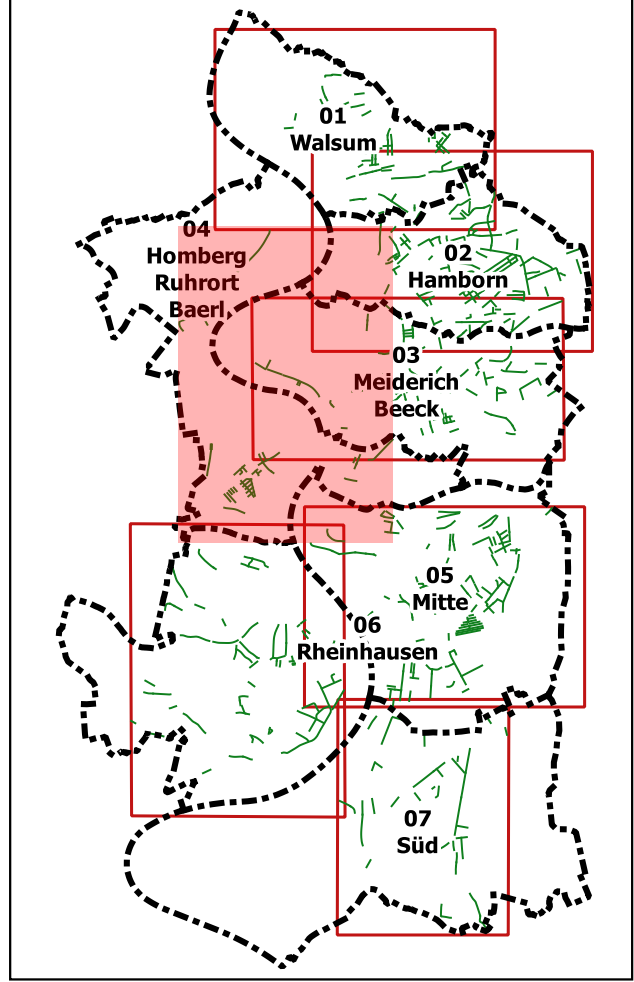 01
Walsum
04
Homberg
Ruhrort
Baerl
02
Hamborn
03
Meiderich
Beeck
05
Mitte
06
Rheinhausen
07
Süd